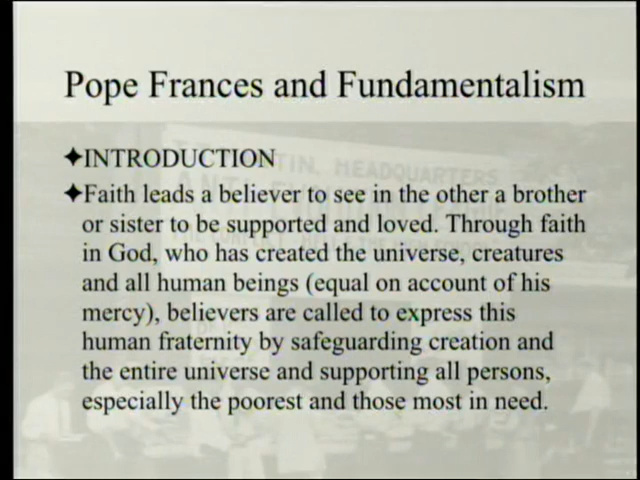 Pope Frances and Fundamentalism
✦INTRODUCTION
✦Faith leads a believer to see in the other a brother
or sister to be supported and loved. Through faith
in God, who has created the universe, creatures
and all human beings (equal on account of his
mercy), believers are called to express this
human fraternity by safeguarding creation and
the entire universe and supporting all persons,
especially the poorest and those most in need.
HEADQUARTERS